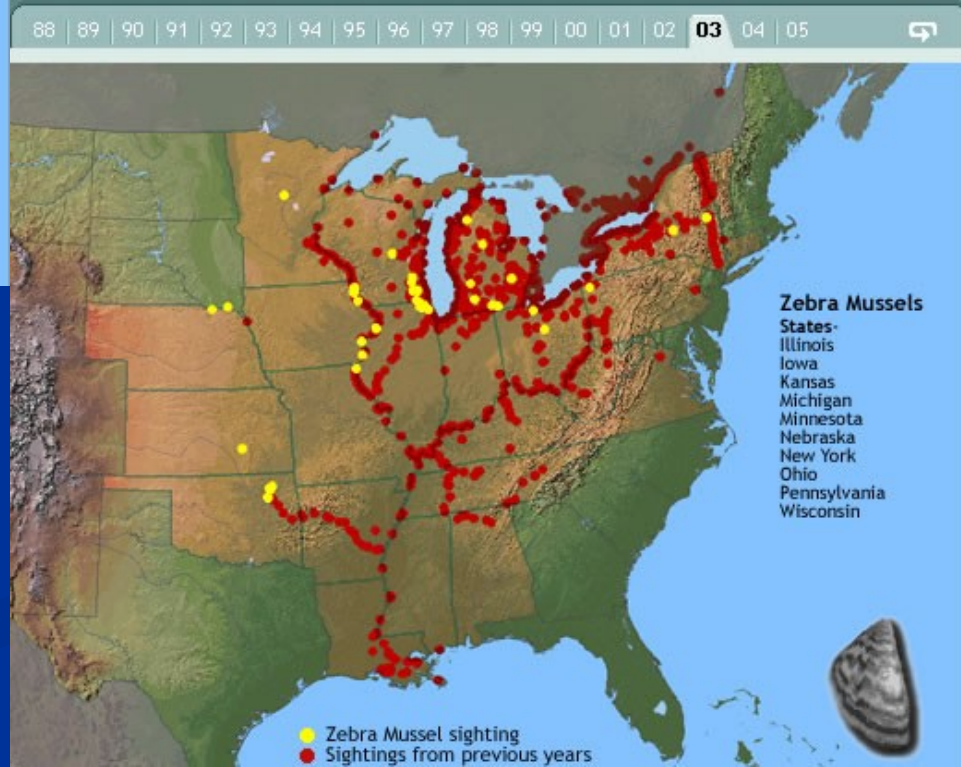 88 89 90 91 92 93 94 95 96 97 98 99 00 01 02 03 04 05
Zebra Mussels
States-
Illinois
Iowa
Kansas
Michigan
Minnesota
Nebraska
New York
Ohio
Pennsylvania
Wisconsin
Zebra Mussel sighting
Sightings from previous years